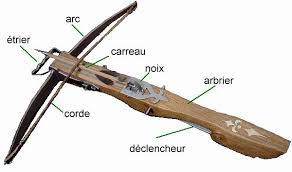 arc
étrier
carreau
noix
arbrier
corde
déclencheur